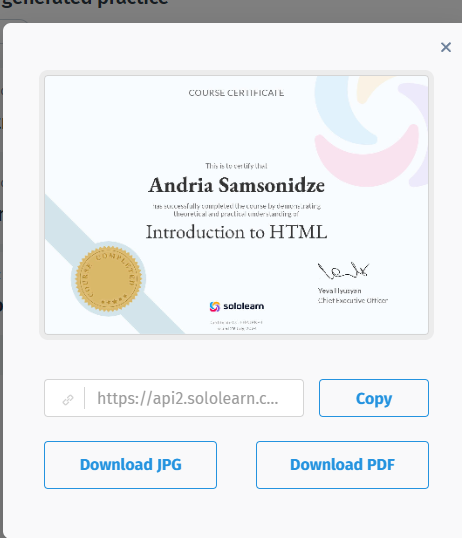 generated practice
×
COURSE CERTIFICATE
This is to certify that
Andria Samsonidze
has successfully completed the course by demonstrating
theoretical and practical understanding of
Introduction to HTML
COURSE COMPLETED
sololearn
Yeva Hyusyan
Chief Executive Officer
https://api2.sololearn.c...
Copy
Download JPG
Download PDF